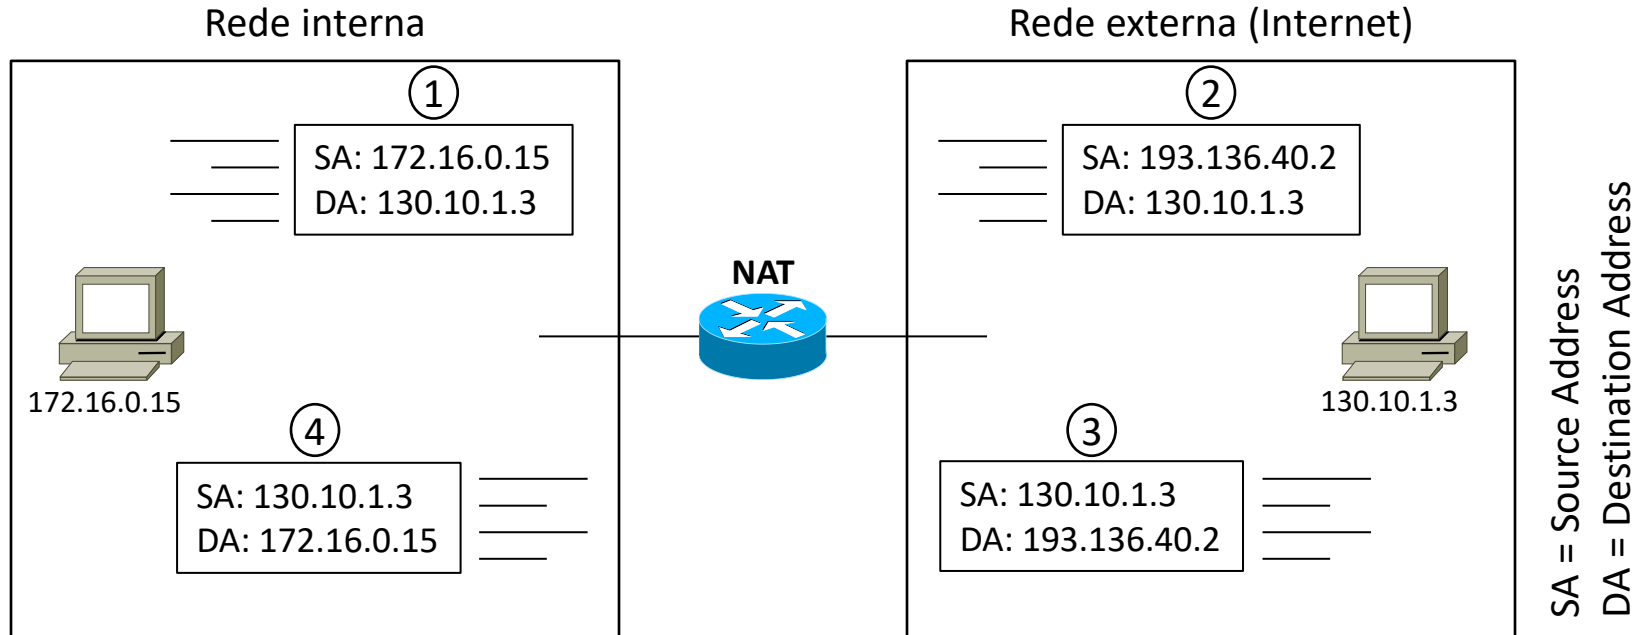 Rede interna
Rede externa (Internet)
1
SA: 172.16.0.15
DA: 130.10.1.3
2
SA: 193.136.40.2
DA: 130.10.1.3
NAT
172.16.0.15
130.10.1.3
4
SA: 130.10.1.3
DA: 172.16.0.15
3
SA: 130.10.1.3
DA: 193.136.40.2
SA = Source Address
DA = Destination Address